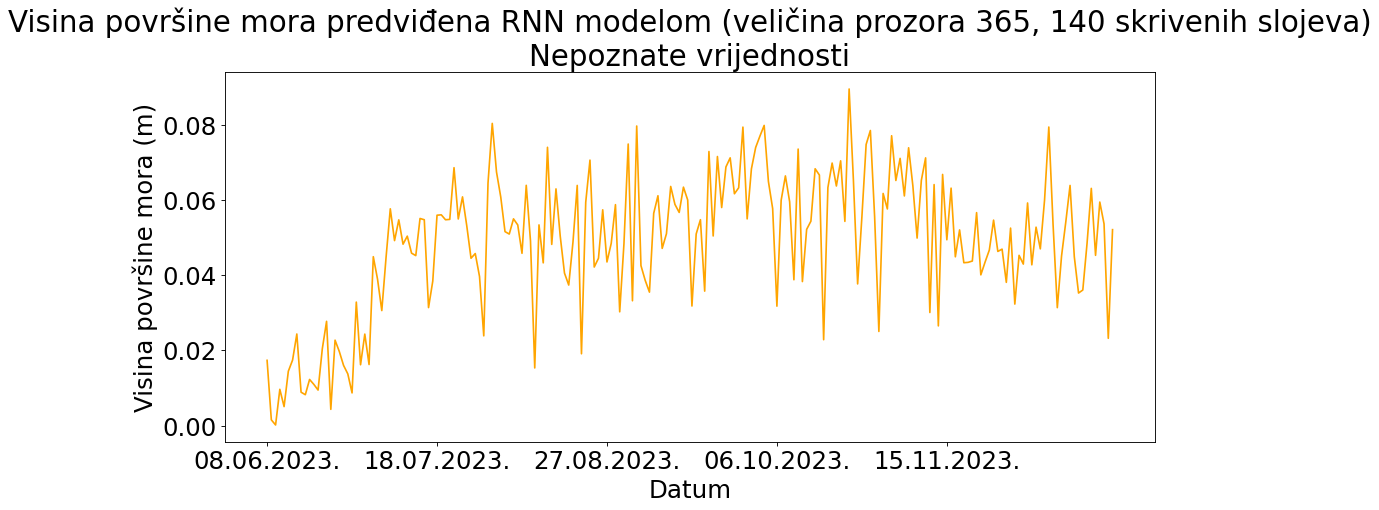 Visina površine mora predviđena RNN modelom (veličina prozora 365, 140 skrivenih slojeva)
Nepoznate vrijednosti
Visina površine mora (m)
0.08
0.06
0.04
0.02
0.00
08.06.2023. 18.07.2023. 27.08.2023. 06.10.2023. 15.11.2023.
Datum